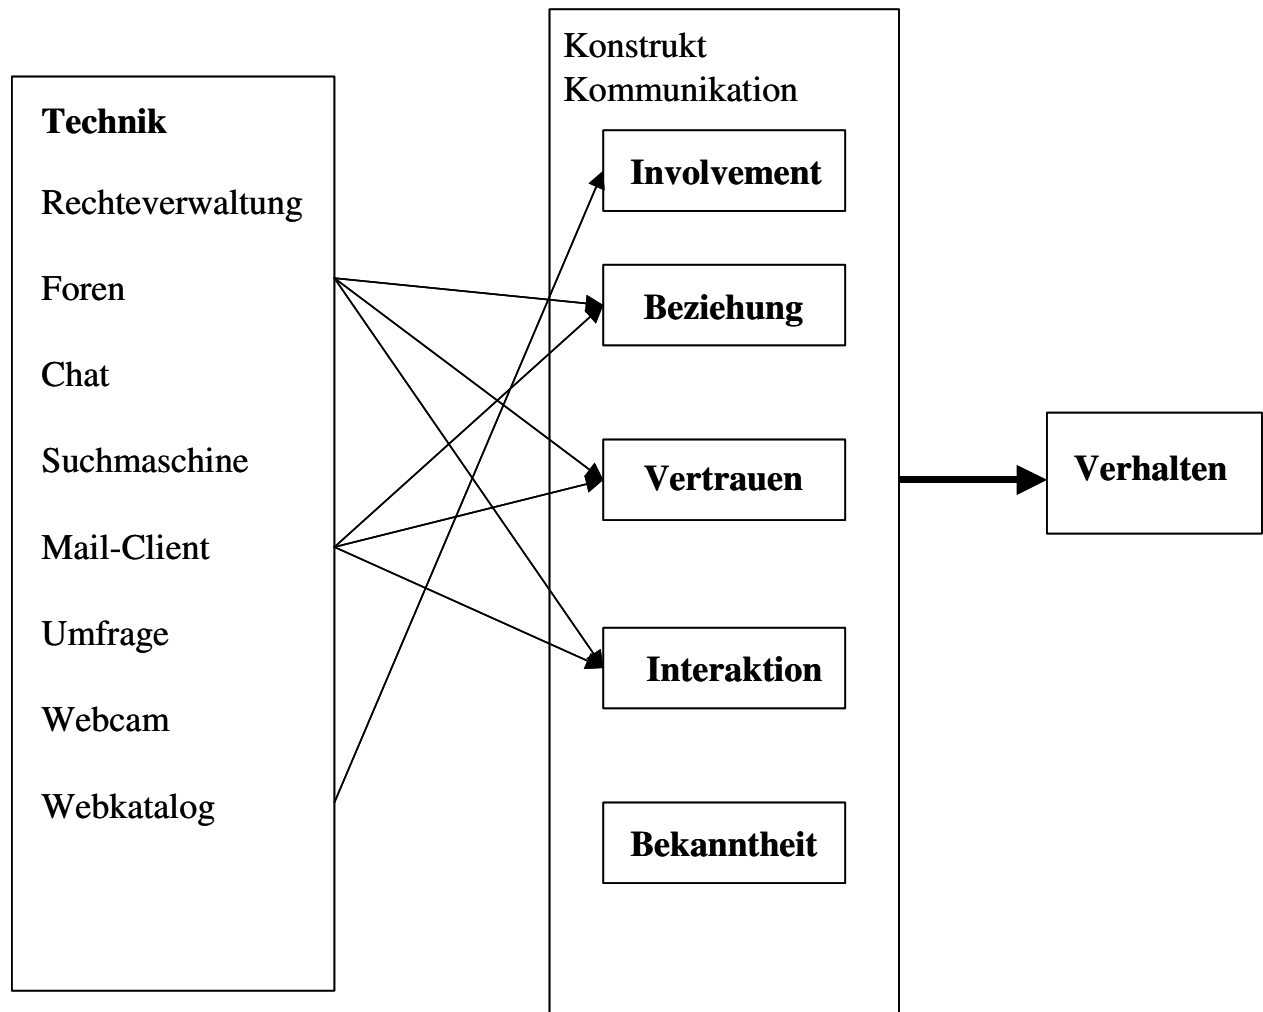 Technik
Rechteverwaltung
Foren
Chat
Suchmaschine
Mail-Client
Umfrage
Webcam
Webkatalog
Konstrukt
Kommunikation
Involvement
Beziehung
Vertrauen
Interaktion
Bekanntheit
Verhalten